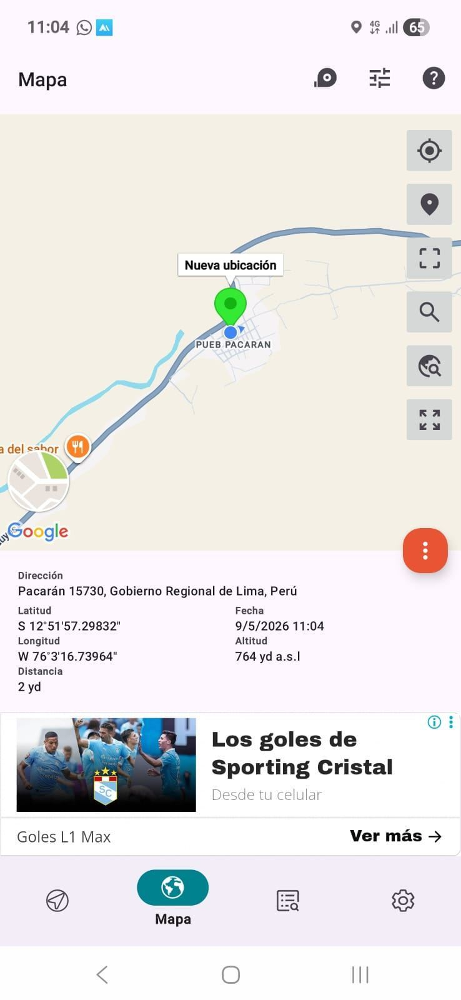 11:04
4G
65
Mapa
Nueva ubicación
PUEB PACARAN
a del sabor
Google
Dirección
Pacarán 15730, Gobierno Regional de Lima, Perú
Latitud
Fecha
S 12°51'57.29832"
9/5/2026 11:04
Longitud
Altitud
W 76°3'16.73964"
764 yd a.s.l
Distancia
2 yd
Los goles de
Sporting Cristal
SC
Desde tu celular
Goles L1 Max
Ver más →
Mapa